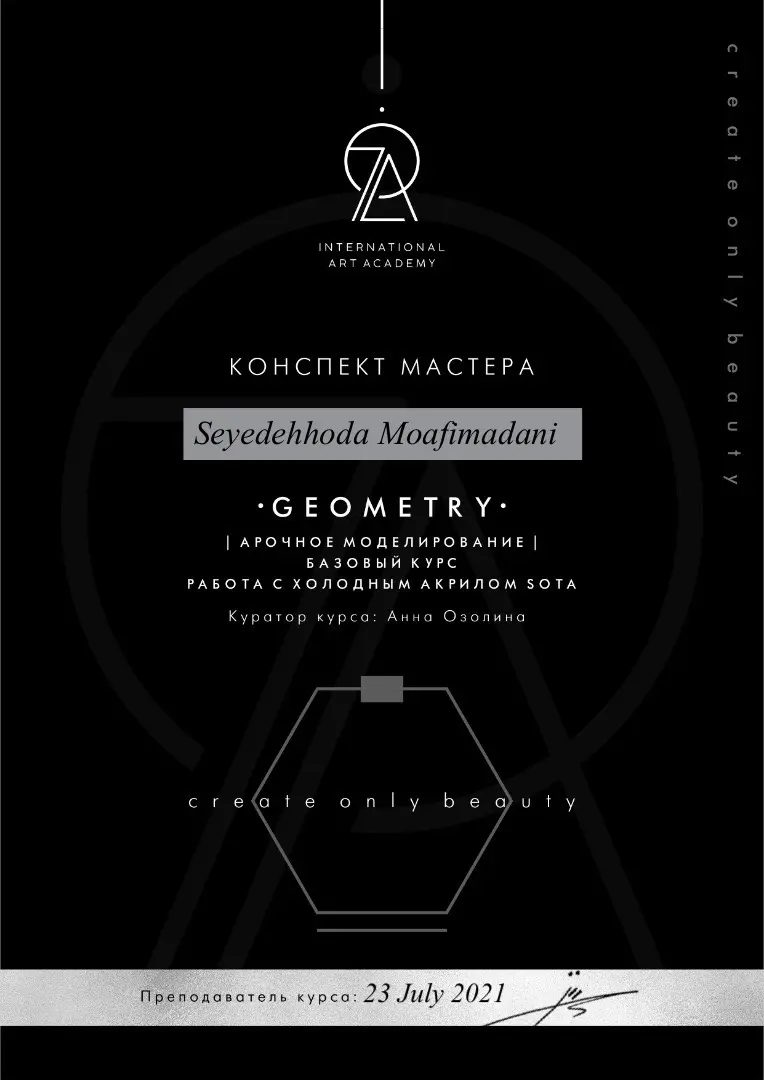 INTERNATIONAL
ART ACADEMY
create only beauty
КОНСПЕКТ МАСТЕРА
Seyedehhoda Moafimadani
·GEOMETRY·
| АРОЧНОЕ МОДЕЛИРОВАНИЕ |
БАЗОВЫЙ КУРС
РАБОТА С ХОЛОДНЫМ АКРИЛОМ SOTA
Куратор курса: Анна Озолина
create only beauty
Преподаватель курса: 23 July 2021